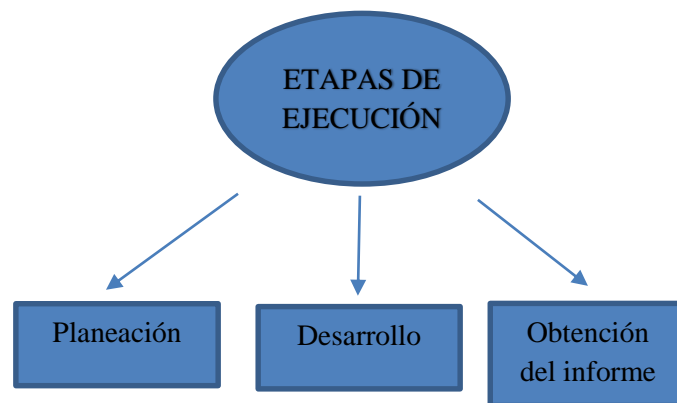 ETAPAS DE
EJECUCIÓN
Planeación
Desarrollo
Obtención
del informe